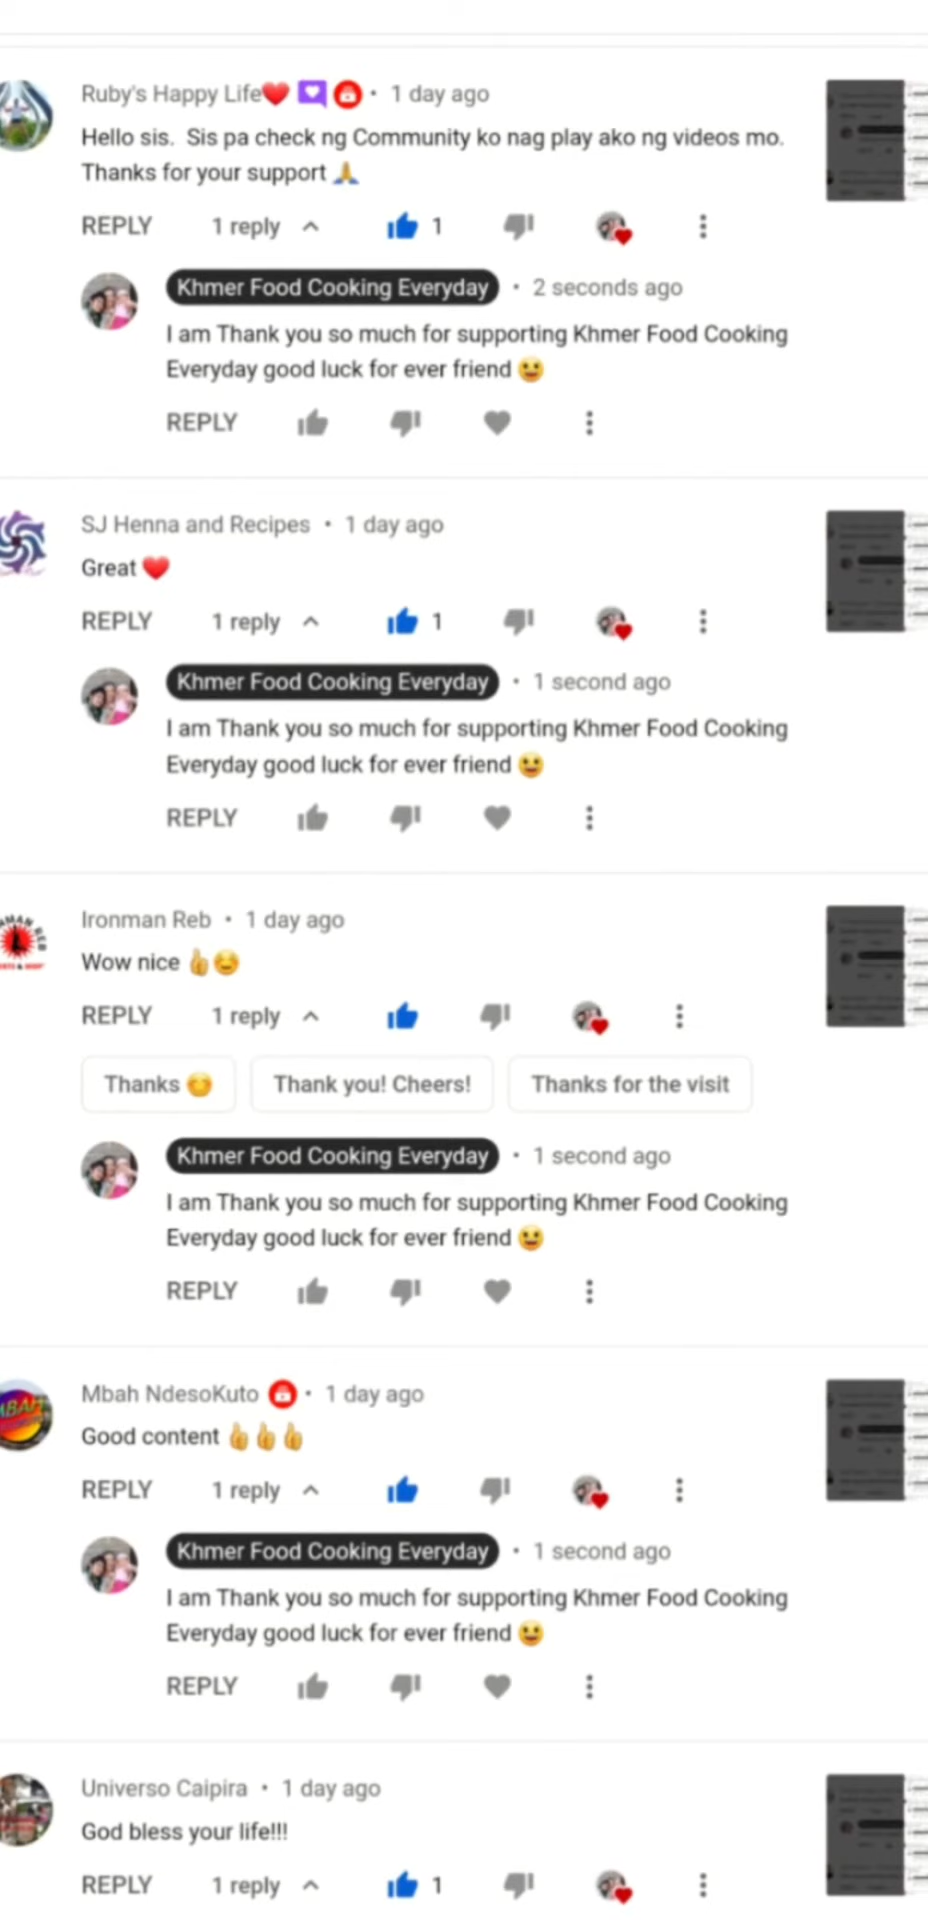 Ruby's Happy Life❤️ • 1 day ago
Hello sis. Sis pa check ng Community ko nag play ako ng videos mo.
Thanks for your support 🙏
REPLY 1 reply 1
Khmer Food Cooking Everyday • 2 seconds ago
I am Thank you so much for supporting Khmer Food Cooking
Everyday good luck for ever friend 😀
REPLY
SJ Henna and Recipes • 1 day ago
Great ❤️
REPLY 1 reply 1
Khmer Food Cooking Everyday • 1 second ago
I am Thank you so much for supporting Khmer Food Cooking
Everyday good luck for ever friend 😀
REPLY
Ironman Reb • 1 day ago
Wow nice 👍☺️
REPLY 1 reply
Thanks ☺️ Thank you! Cheers! Thanks for the visit
Khmer Food Cooking Everyday • 1 second ago
I am Thank you so much for supporting Khmer Food Cooking
Everyday good luck for ever friend 😀
REPLY
Mbah NdesoKuto • 1 day ago
Good content 👍👍👍
REPLY 1 reply
Khmer Food Cooking Everyday • 1 second ago
I am Thank you so much for supporting Khmer Food Cooking
Everyday good luck for ever friend 😀
REPLY
Universo Caipira • 1 day ago
God bless your life!!!
REPLY 1 reply 1